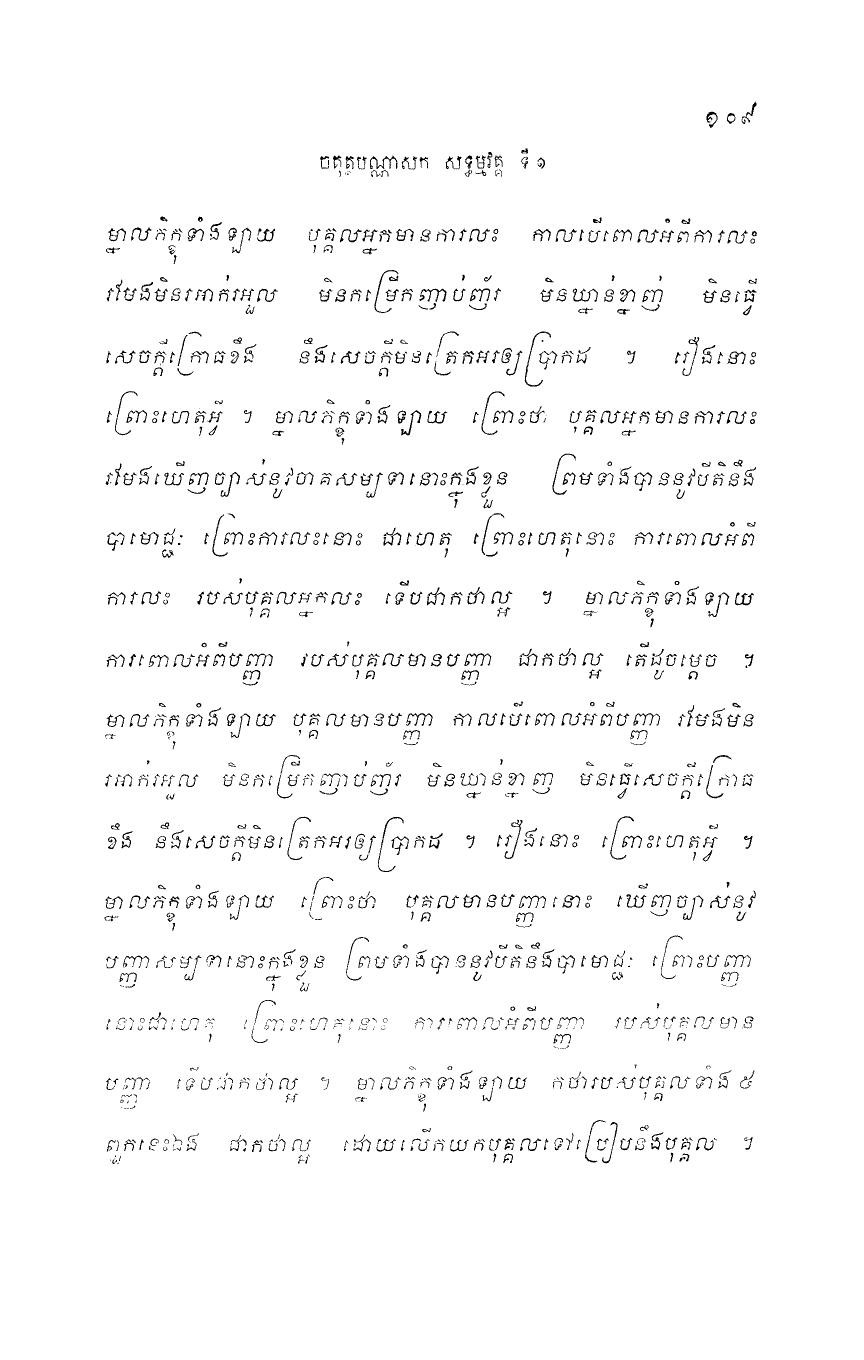 ១០៩
ចតុត្ថបណ្ណាសក សទ្ធម្មវគ្គ ទី១
ម្នាលភិក្ខុទាំងឡាយ បុគ្គលអ្នកមានការលះ កាលបើពោលអំពីការលះ
រមែងមិនរអាក់រអួល មិនកម្រើកញាប់ញ័រ មិនឃ្នាន់ខ្នាញ់ មិនធ្វើ
សេចក្តីក្រោធខឹង នឹងសេចក្តីមិនត្រេកអរឲ្យប្រាកដ ។ រឿងនោះ
ព្រោះហេតុអ្វី ។ ម្នាលភិក្ខុទាំងឡាយ ព្រោះថា បុគ្គលអ្នកមានការលះ
រមែងឃើញច្បាស់នូវចាគសម្បទានោះក្នុងខ្លួន ព្រមទាំងបាននូវបីតិនឹង
បាមោជ្ជៈ ព្រោះការលះនោះ ជាហេតុ ព្រោះហេតុនោះ ការពោលអំពី
ការលះ របស់បុគ្គលអ្នកលះ ទើបជាកថាល្អ ។ ម្នាលភិក្ខុទាំងឡាយ
ការពោលអំពីបញ្ញា របស់បុគ្គលមានបញ្ញា ជាកថាល្អ តើដូចម្តេច ។
ម្នាលភិក្ខុទាំងឡាយ បុគ្គលមានបញ្ញា កាលបើពោលអំពីបញ្ញា រមែងមិន
រអាក់រអួល មិនកម្រើកញាប់ញ័រ មិនឃ្នាន់ខ្នាញ មិនធ្វើសេចក្តីក្រោធ
ខឹង នឹងសេចក្តីមិនត្រេកអរឲ្យប្រាកដ ។ រឿងនោះ ព្រោះហេតុអ្វី ។
ម្នាលភិក្ខុទាំងឡាយ ព្រោះថា បុគ្គលមានបញ្ញានោះ ឃើញច្បាស់នូវ
បញ្ញាសម្បទានោះក្នុងខ្លួន ព្រមទាំងបាននូវបីតិនឹងបាមោជ្ជៈ ព្រោះបញ្ញា
នោះជាហេតុ ព្រោះហេតុនោះ ការពោលអំពីបញ្ញា របស់បុគ្គលមាន
បញ្ញា ទើបជាកថាល្អ ។ ម្នាលភិក្ខុទាំងឡាយ កថារបស់បុគ្គលទាំង ៥
ពួកនេះឯង ជាកថាល្អ ដោយលើកយកបុគ្គលទៅប្រៀបនឹងបុគ្គល ។